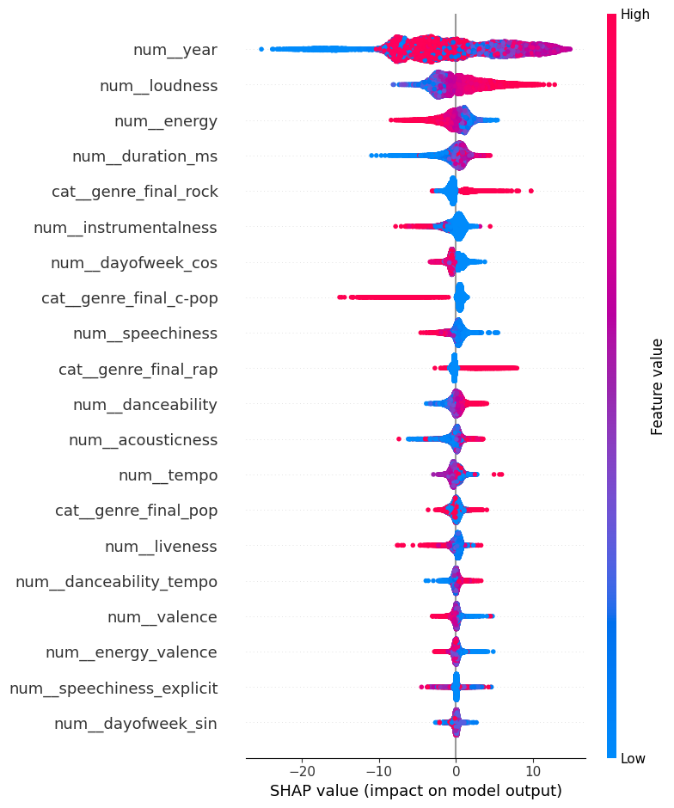 High
num__year
num__loudness
num__energy
num__duration_ms
cat__genre_final_rock
num__instrumentalness
num__dayofweek_cos
cat__genre_final_c-pop
num__speechiness
cat__genre_final_rap
num__danceability
num__acousticness
num__tempo
cat__genre_final_pop
num__liveness
num__danceability_tempo
num__valence
num__energy_valence
num__speechiness_explicit
num__dayofweek_sin
Feature value
Low
−20 −10 0 10
SHAP value (impact on model output)